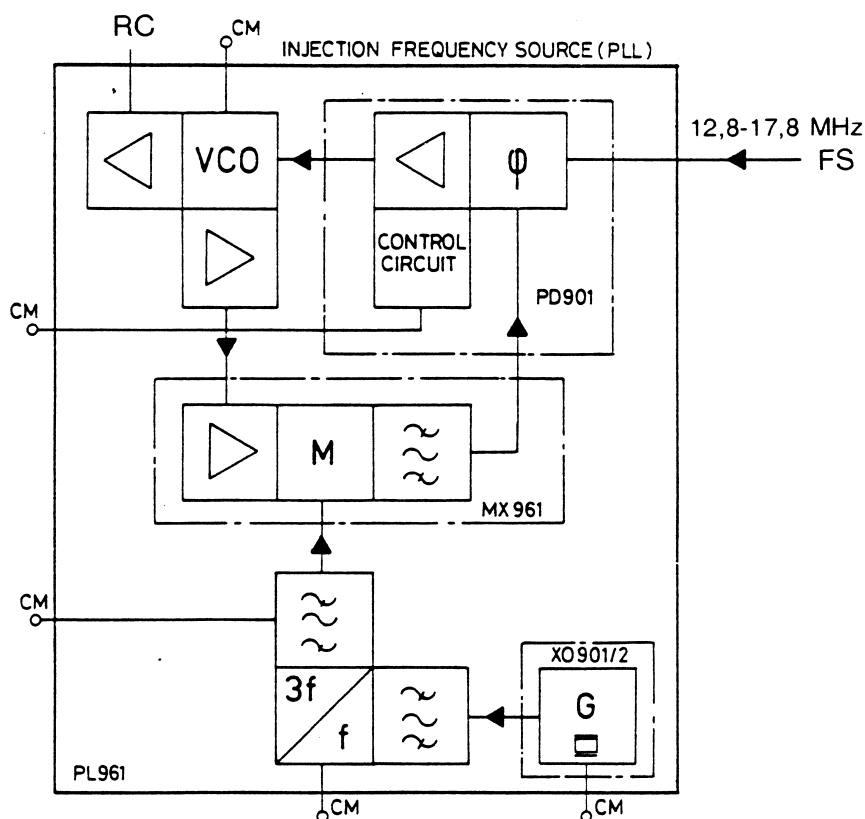 RC
CM
INJECTION FREQUENCY SOURCE (PLL)
12,8-17,8 MHz
FS
VCO
φ
CONTROL
CIRCUIT
PD901
CM
M
MX961
CM
XO901/2
3f
f
G
PL961
CM
CM